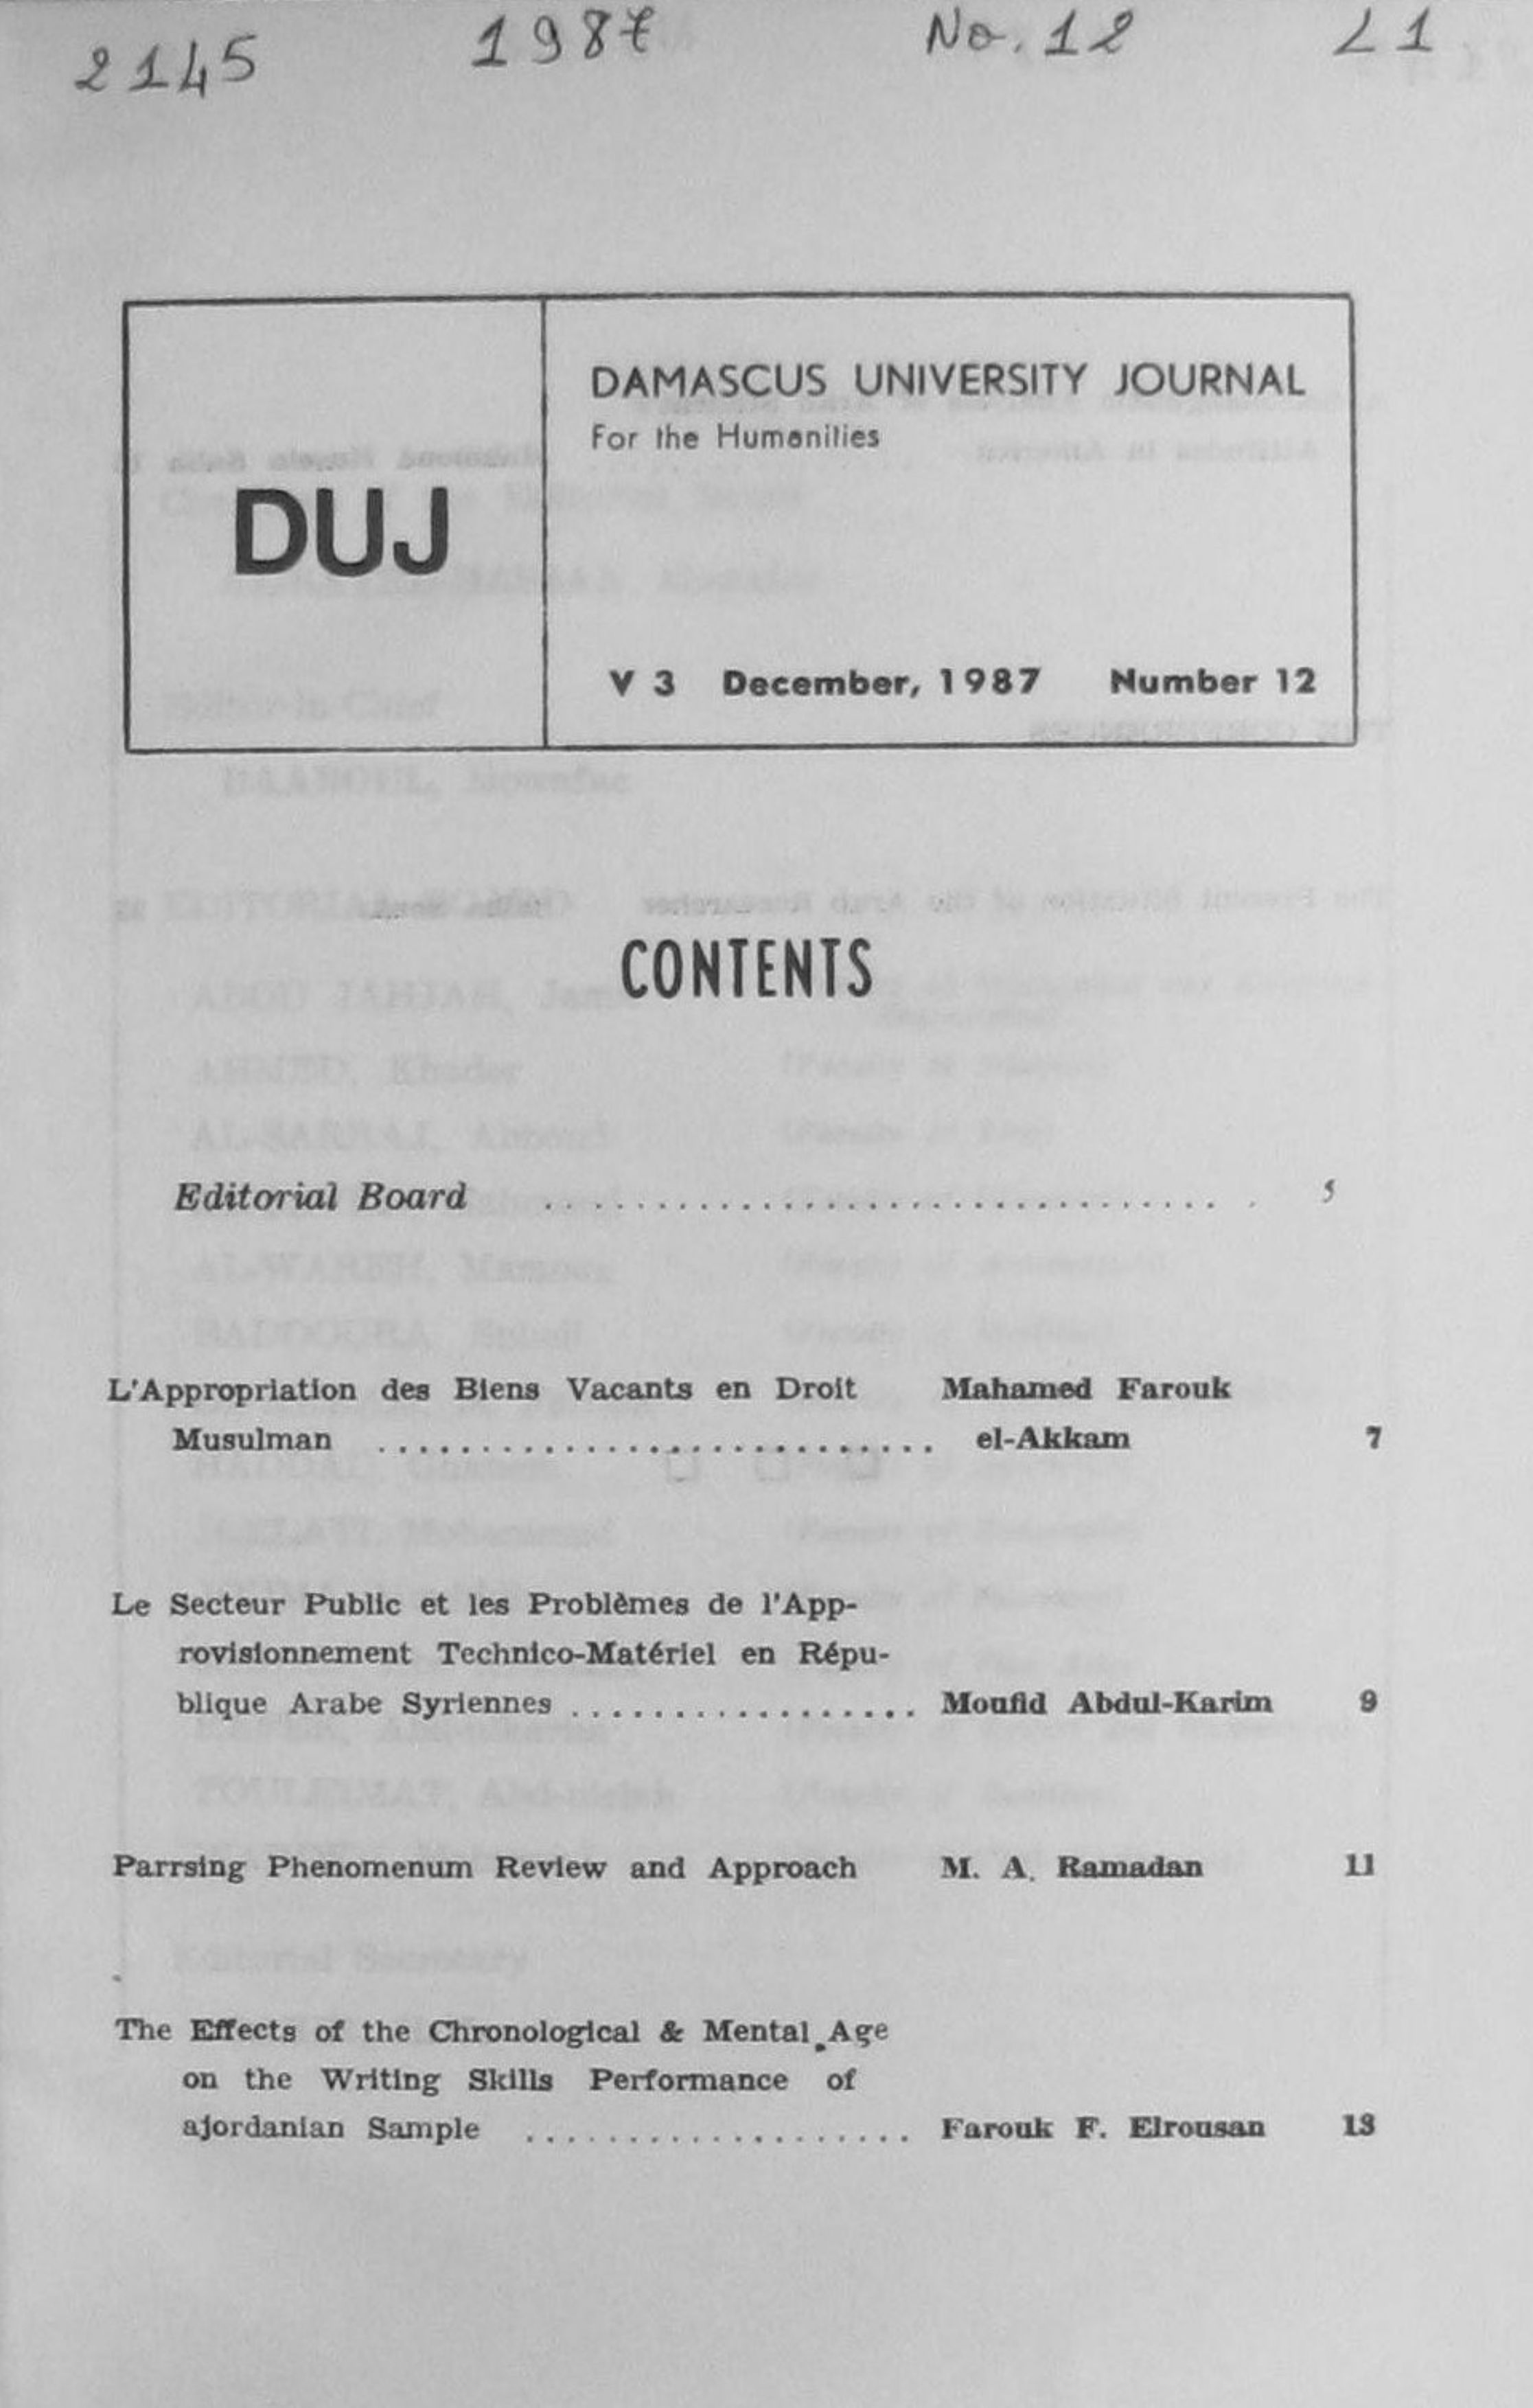 2145 1987 No. 12 L1
DUJ
DAMASCUS UNIVERSITY JOURNAL
For the Humanities
V 3 December, 1987 Number 12
CONTENTS
Editorial Board .................................. 5
L'Appropriation des Biens Vacants en Droit Mahamed Farouk
Musulman ........................... el-Akkam 7
Le Secteur Public et les Problèmes de l'App-
rovisionnement Technico-Matériel en Répu-
blique Arabe Syriennes ................. Moufid Abdul-Karim 9
Parrsing Phenomenum Review and Approach M. A. Ramadan 11
The Effects of the Chronological & Mental Age
on the Writing Skills Performance of
ajordanian Sample ................... Farouk F. Elrousan 13